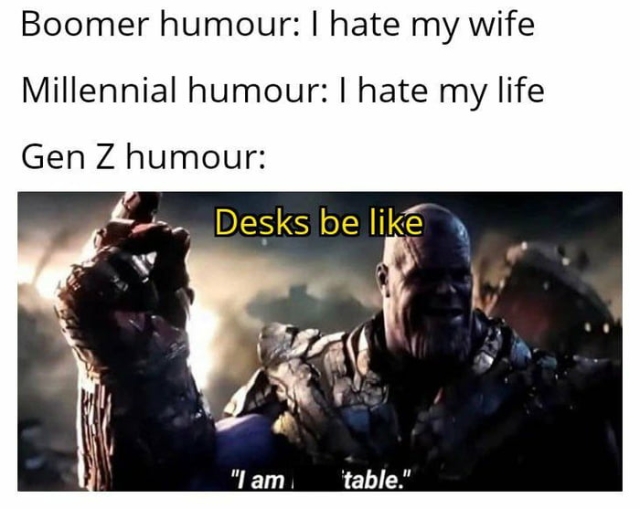 Boomer humour: I hate my wife
Millennial humour: I hate my life
Gen Z humour:
Desks be like
"I am table."